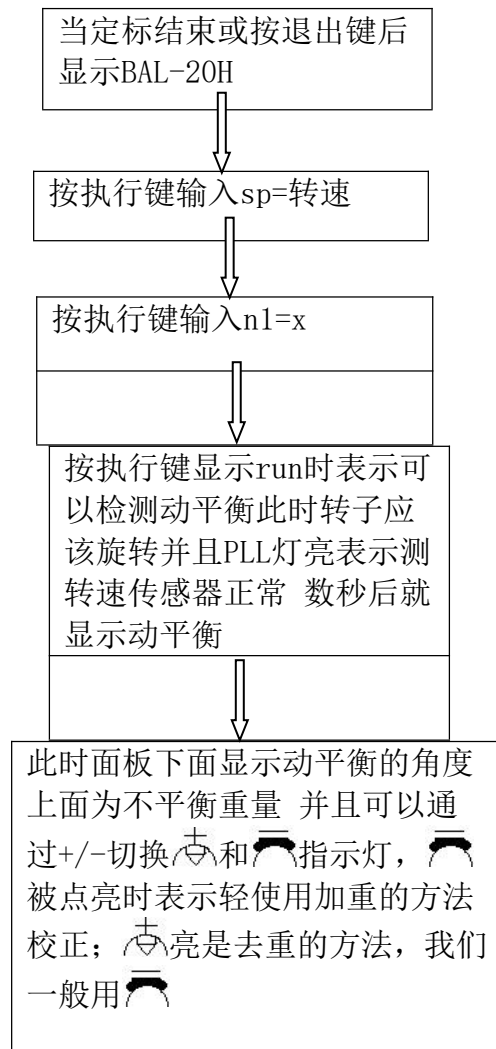 当定标结束或按退出键后
显示BAL-20H
按执行键输入sp=转速
按执行键输入n1=x
按执行键显示run时表示可
以检测动平衡此时转子应
该旋转并且PLL灯亮表示测
转速传感器正常 数秒后就
显示动平衡
此时面板下面显示动平衡的角度
上面为不平衡重量 并且可以通
过+/-切换和指示灯，
被点亮时表示轻使用加重的方法
校正；亮是去重的方法，我们
一般用